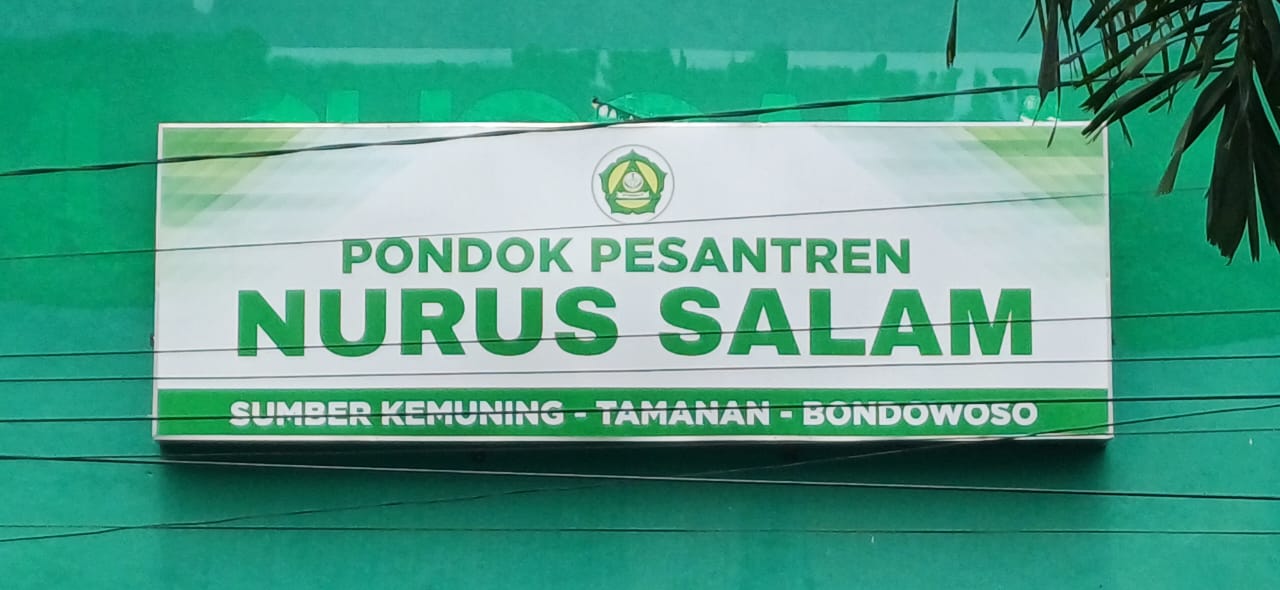 PONDOK PESANTREN
NURUS SALAM
SUMBER KEMUNING - TAMANAN - BONDOWOSO